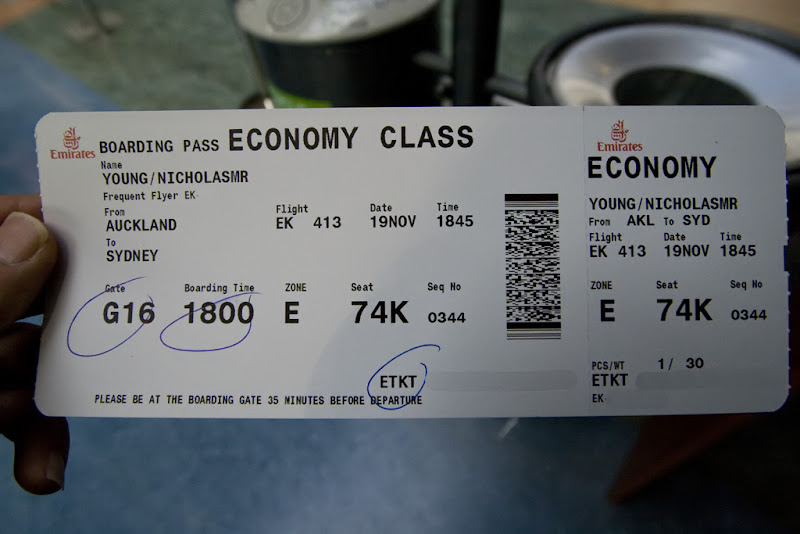 Emirates BOARDING PASS ECONOMY CLASS
Name
YOUNG/NICHOLASMR
Frequent Flyer EK
From Flight Date Time
AUCKLAND EK 413 19NOV 1845
To
SYDNEY
Gate Boarding Time ZONE Seat Seq No
G16 1800 E 74K 0344
ETKT
PLEASE BE AT THE BOARDING GATE 35 MINUTES BEFORE DEPARTURE
Emirates
ECONOMY
YOUNG/NICHOLASMR
From AKL To SYD
Flight Date Time
EK 413 19NOV 1845
ZONE Seat Seq No
E 74K 0344
PCS/WT 1/ 30
ETKT
EK